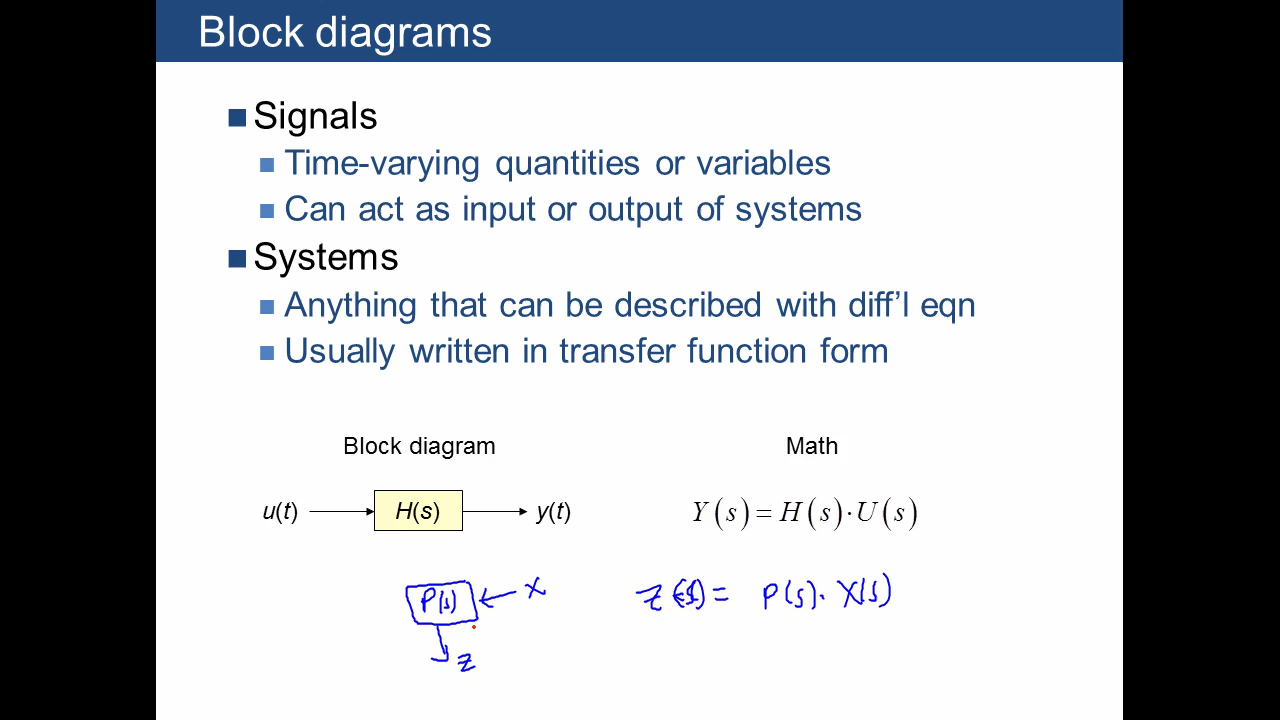 Block diagrams
Signals
Time-varying quantities or variables
Can act as input or output of systems
Systems
Anything that can be described with diff’l eqn
Usually written in transfer function form
Block diagram
Math
u(t) H(s) y(t)
Y(s) = H(s)·U(s)
P(s) x
z
Z(s) = P(s)· X(s)